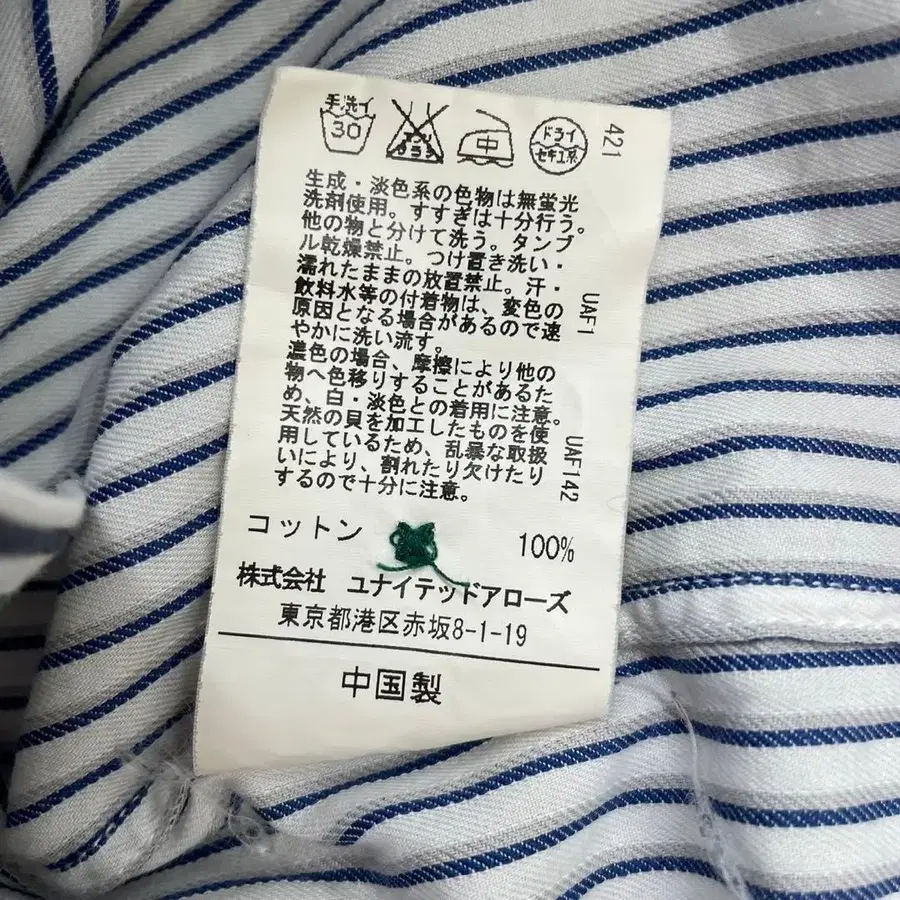 手洗イ
30
エンソ
サラシ
中
ドライ
セキユ系
421
生成・淡色系の色物は無蛍光
洗剤使用。すすぎは十分行う。
他の物と分けて洗う。タンブ
ル乾燥禁止。つけ置き洗い・
濡れたままの放置禁止。汗・
飲料水等の付着物は、変色の
原因となる場合があるので速
やかに洗い流す。
濃色の場合、摩擦により他の
物へ色移りすることがあるた
め、白・淡色との着用に注意。
天然の貝を加工したものを使
用しているため、乱暴な取扱
いにより、割れたり欠けたり
するので十分に注意。
UAF1
UAF142
コットン 100%
株式会社 ユナイテッドアローズ
東京都港区赤坂8-1-19
中国製